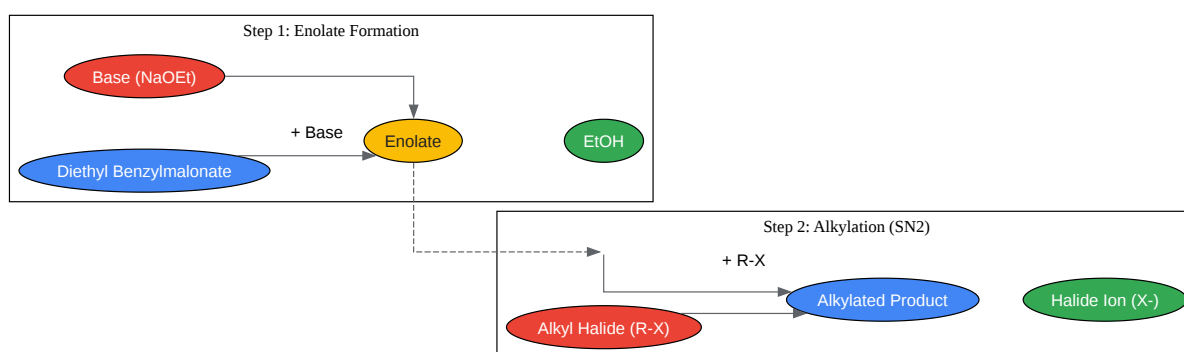 Step 1: Enolate Formation
Base (NaOEt)
+ Base
Enolate
EtOH
Diethyl Benzylmalonate
Step 2: Alkylation (SN2)
+ R-X
Alkylated Product
Halide Ion (X-)
Alkyl Halide (R-X)